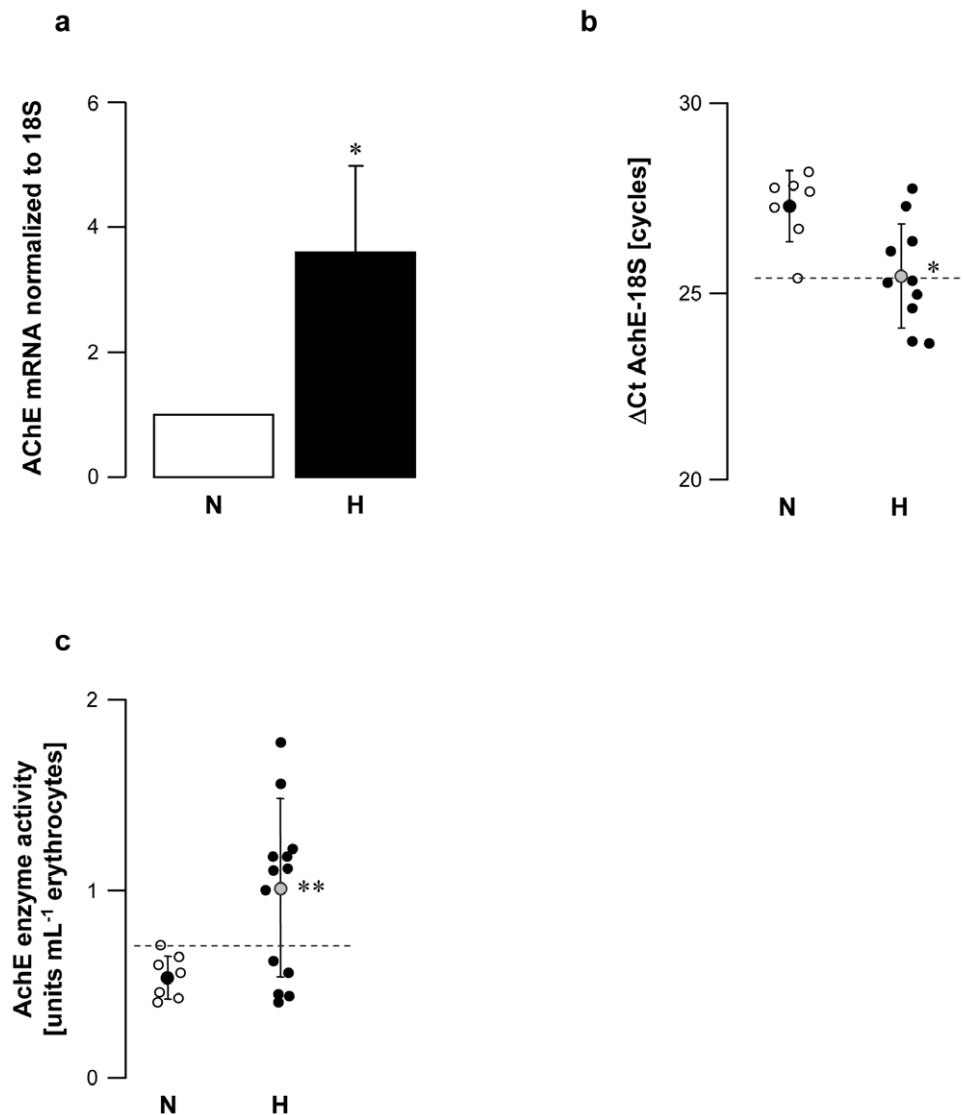 a
AChE mRNA normalized to 18S
6
4
2
0
*
N
H
b
ΔCt AchE-18S [cycles]
30
25
20
*
N
H
c
AchE enzyme activity
[units mL⁻¹ erythrocytes]
2
1
0
**
N
H